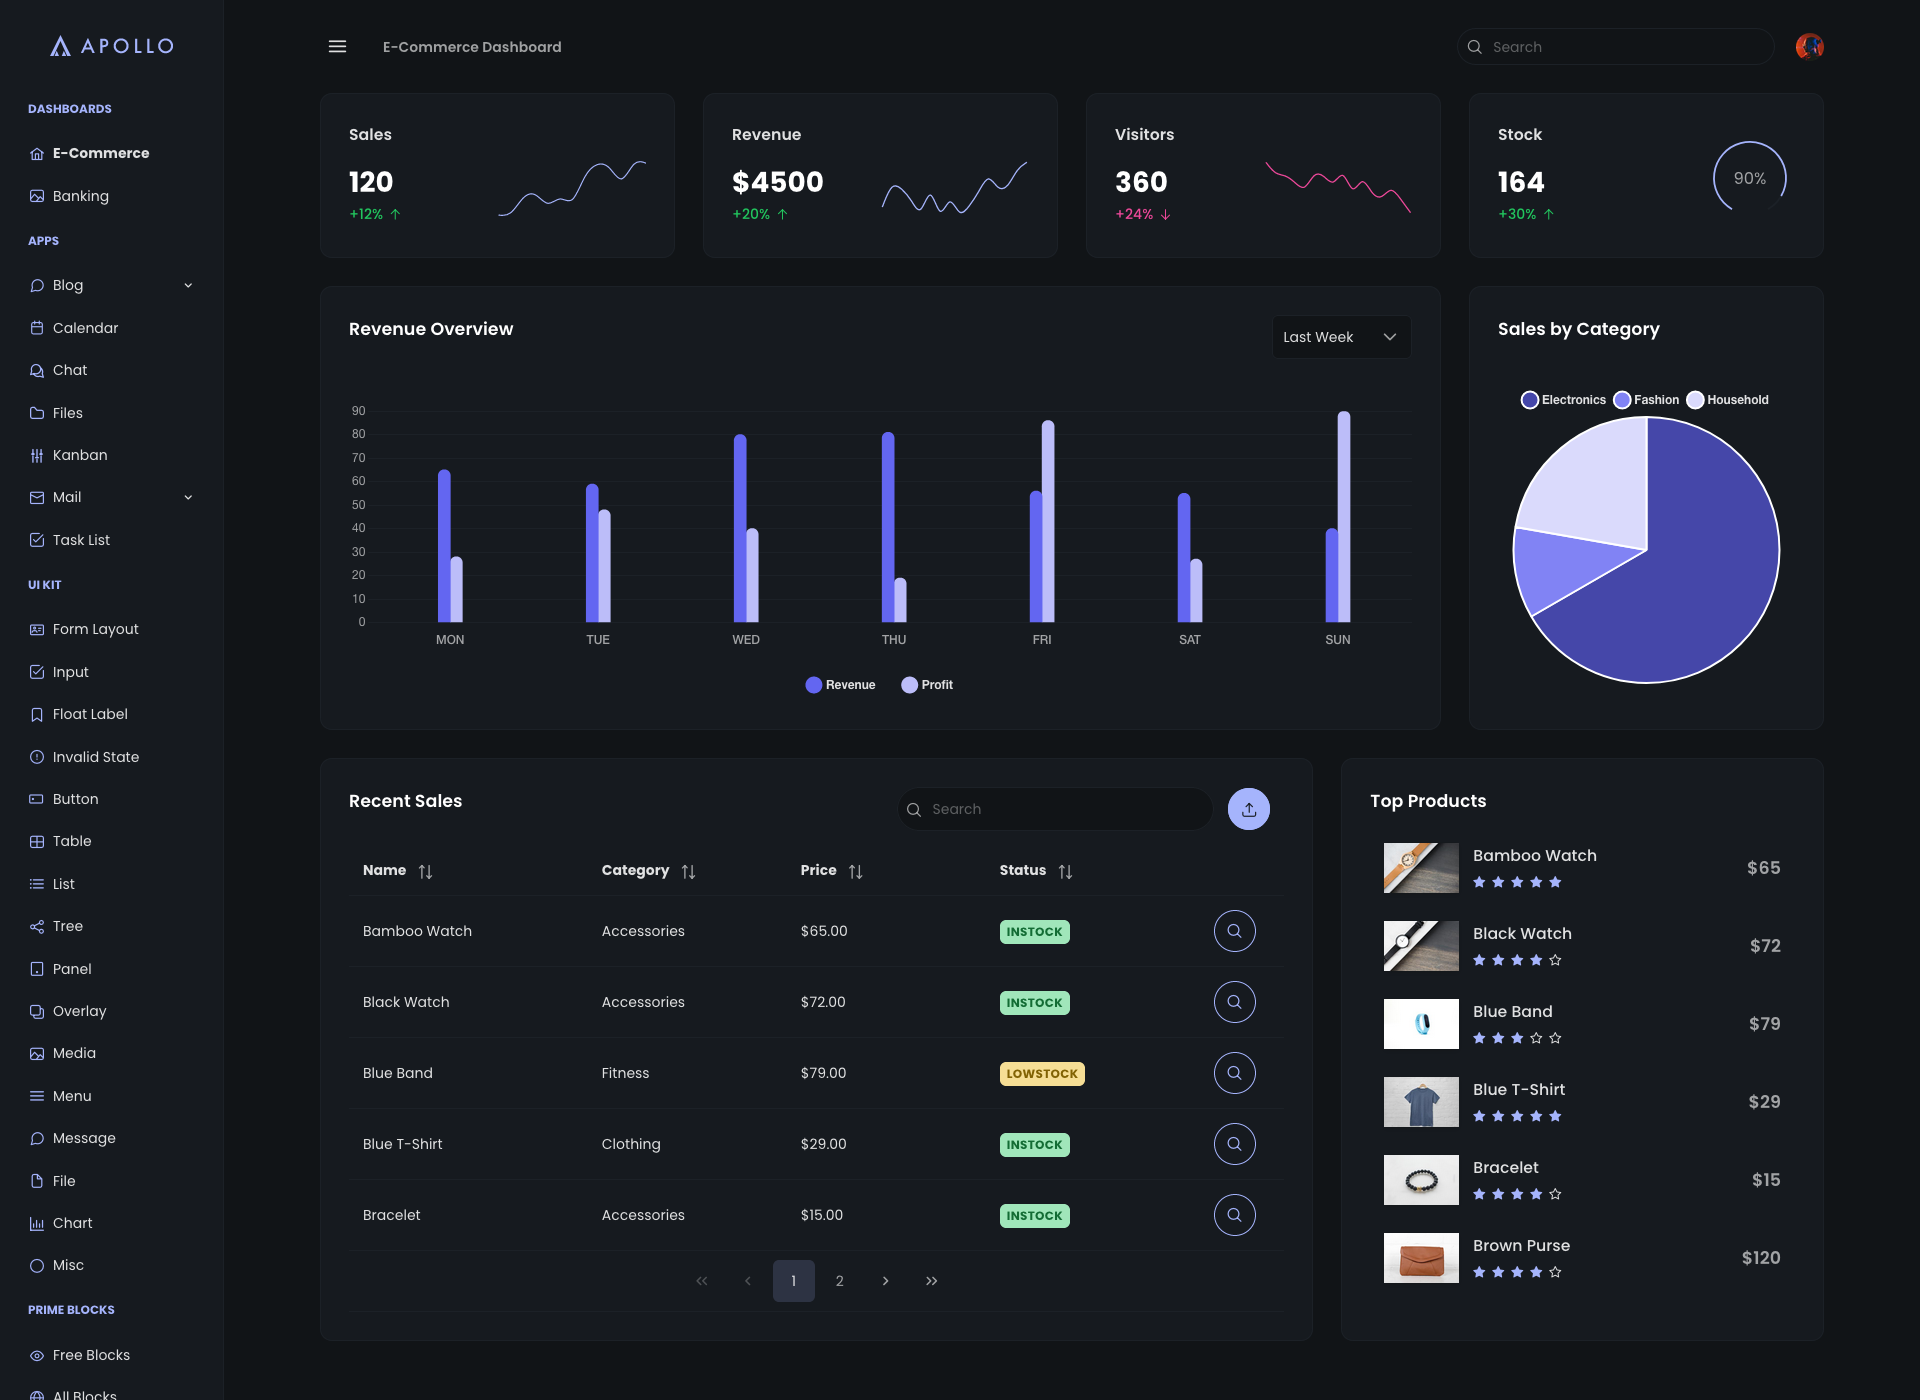 APOLLO
DASHBOARDS
E-Commerce
Banking
APPS
Blog
Calendar
Chat
Files
Kanban
Mail
Task List
UI KIT
Form Layout
Input
Float Label
Invalid State
Button
Table
List
Tree
Panel
Overlay
Media
Menu
Message
File
Chart
Misc
PRIME BLOCKS
Free Blocks
All Blocks
E-Commerce Dashboard
Search
Sales
120
+12%
Revenue
$4500
+20%
Visitors
360
+24%
Stock
164
+30%
90%
Revenue Overview
Last Week
90
80
70
60
50
40
30
20
10
0
MON TUE WED THU FRI SAT SUN
Revenue Profit
Sales by Category
Electronics Fashion Household
Recent Sales
Search
Name Category Price Status
Bamboo Watch Accessories $65.00 INSTOCK
Black Watch Accessories $72.00 INSTOCK
Blue Band Fitness $79.00 LOWSTOCK
Blue T-Shirt Clothing $29.00 INSTOCK
Bracelet Accessories $15.00 INSTOCK
1 2
Top Products
Bamboo Watch $65
Black Watch $72
Blue Band $79
Blue T-Shirt $29
Bracelet $15
Brown Purse $120